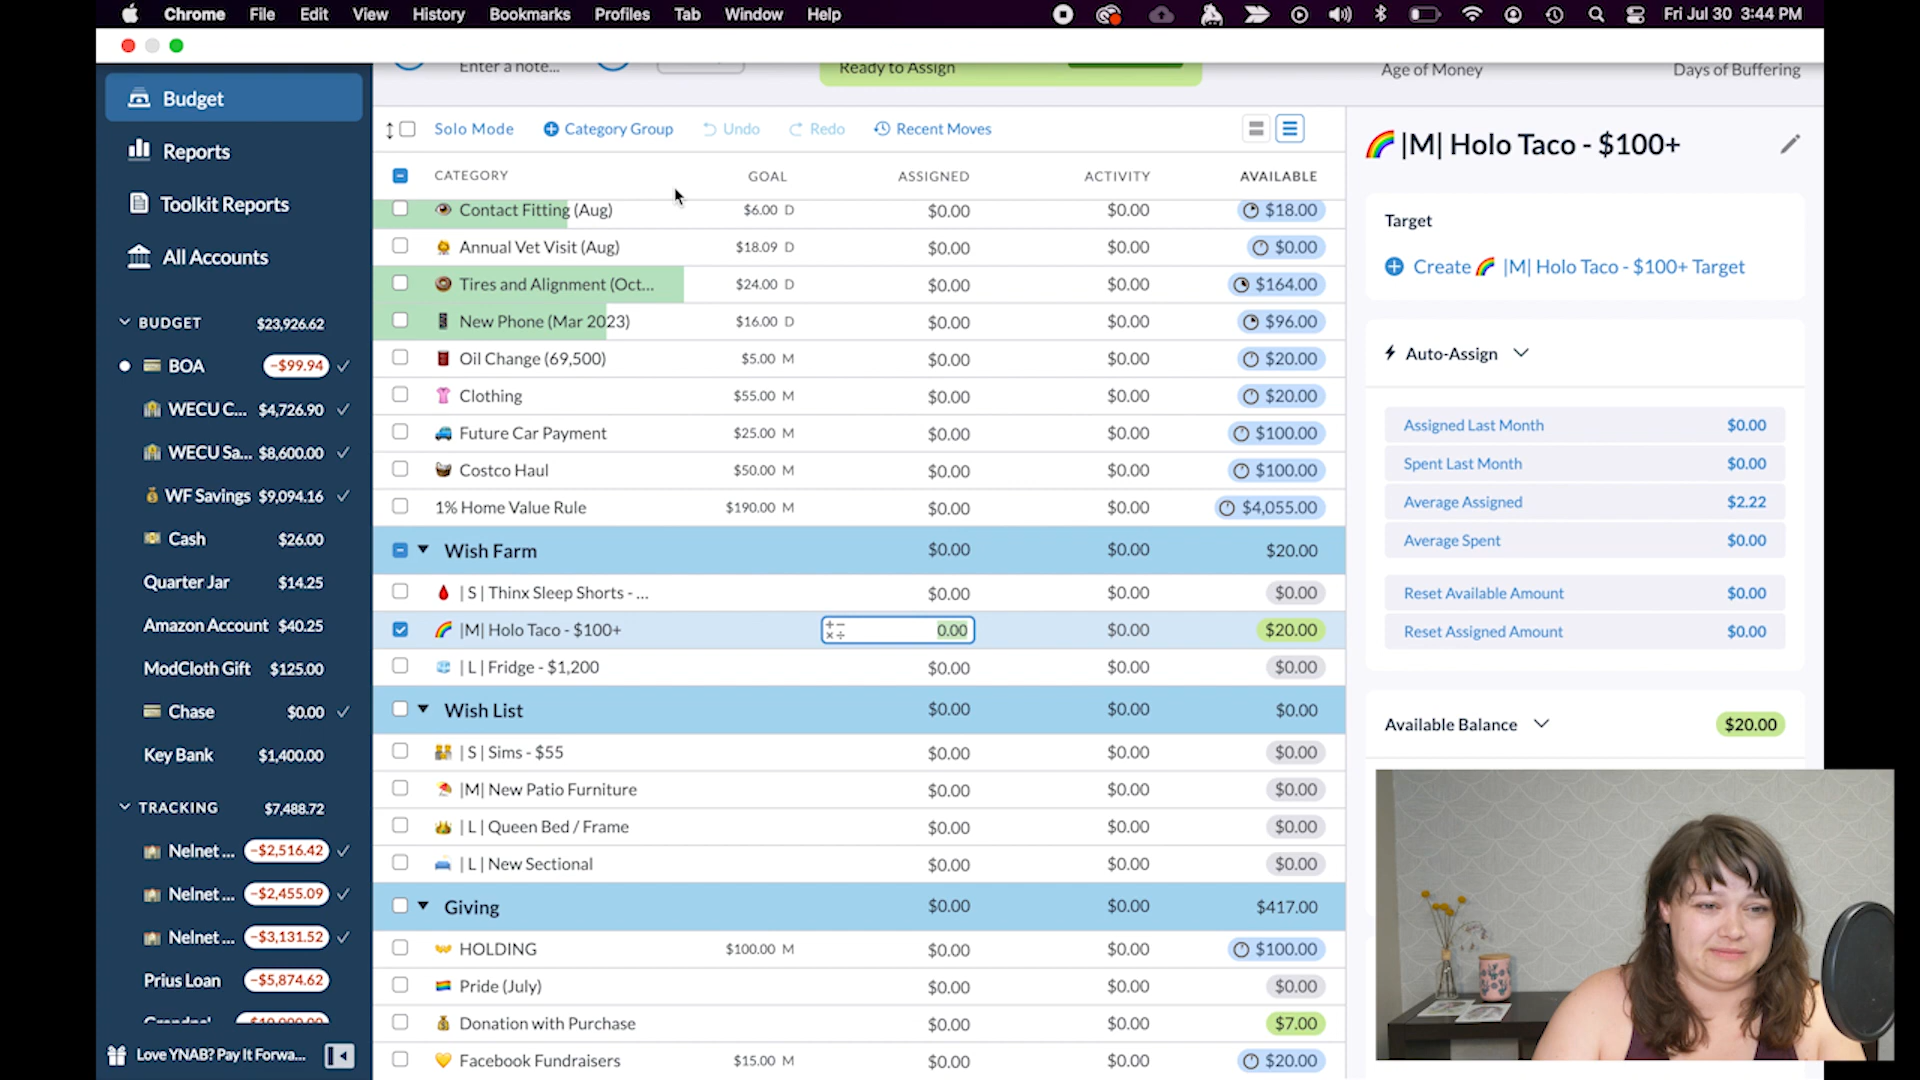 Chrome File Edit View History Bookmarks Profiles Tab Window Help Fri Jul 30 3:44 PM
Enter a note... Ready to Assign Age of Money Days of Buffering
Budget
Reports
Toolkit Reports
All Accounts
BUDGET $23,926.62
BOA -$99.94
WECU C... $4,726.90
WECU Sa... $8,600.00
WF Savings $9,094.16
Cash $26.00
Quarter Jar $14.25
Amazon Account $40.25
ModCloth Gift $125.00
Chase $0.00
Key Bank $1,400.00
TRACKING $7,488.72
Nelnet ... -$2,516.42
Nelnet ... -$2,455.09
Nelnet ... -$3,131.52
Prius Loan -$5,874.62
Love YNAB? Pay It Forwa...
Solo Mode Category Group Undo Redo Recent Moves
CATEGORY GOAL ASSIGNED ACTIVITY AVAILABLE
Contact Fitting (Aug) $6.00 D $0.00 $0.00 $18.00
Annual Vet Visit (Aug) $18.09 D $0.00 $0.00 $0.00
Tires and Alignment (Oct... $24.00 D $0.00 $0.00 $164.00
New Phone (Mar 2023) $16.00 D $0.00 $0.00 $96.00
Oil Change (69,500) $5.00 M $0.00 $0.00 $20.00
Clothing $55.00 M $0.00 $0.00 $20.00
Future Car Payment $25.00 M $0.00 $0.00 $100.00
Costco Haul $50.00 M $0.00 $0.00 $100.00
1% Home Value Rule $190.00 M $0.00 $0.00 $4,055.00
Wish Farm $0.00 $0.00 $20.00
| S | Thinx Sleep Shorts - ... $0.00 $0.00 $0.00
|M| Holo Taco - $100+ 0.00 $0.00 $20.00
| L | Fridge - $1,200 $0.00 $0.00 $0.00
Wish List $0.00 $0.00 $0.00
| S | Sims - $55 $0.00 $0.00 $0.00
|M| New Patio Furniture $0.00 $0.00 $0.00
| L | Queen Bed / Frame $0.00 $0.00 $0.00
| L | New Sectional $0.00 $0.00 $0.00
Giving $0.00 $0.00 $417.00
HOLDING $100.00 M $0.00 $0.00 $100.00
Pride (July) $0.00 $0.00 $0.00
Donation with Purchase $0.00 $0.00 $7.00
Facebook Fundraisers $15.00 M $0.00 $0.00 $20.00
|M| Holo Taco - $100+
Target
Create |M| Holo Taco - $100+ Target
Auto-Assign
Assigned Last Month $0.00
Spent Last Month $0.00
Average Assigned $2.22
Average Spent $0.00
Reset Available Amount $0.00
Reset Assigned Amount $0.00
Available Balance $20.00